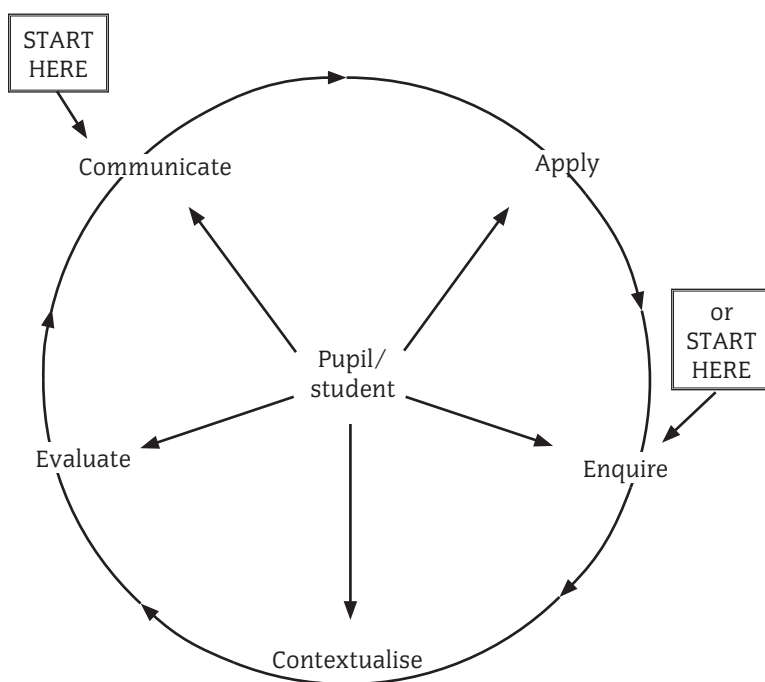 START
HERE
Communicate
Apply
or
START
HERE
Pupil/
student
Evaluate
Enquire
Contextualise